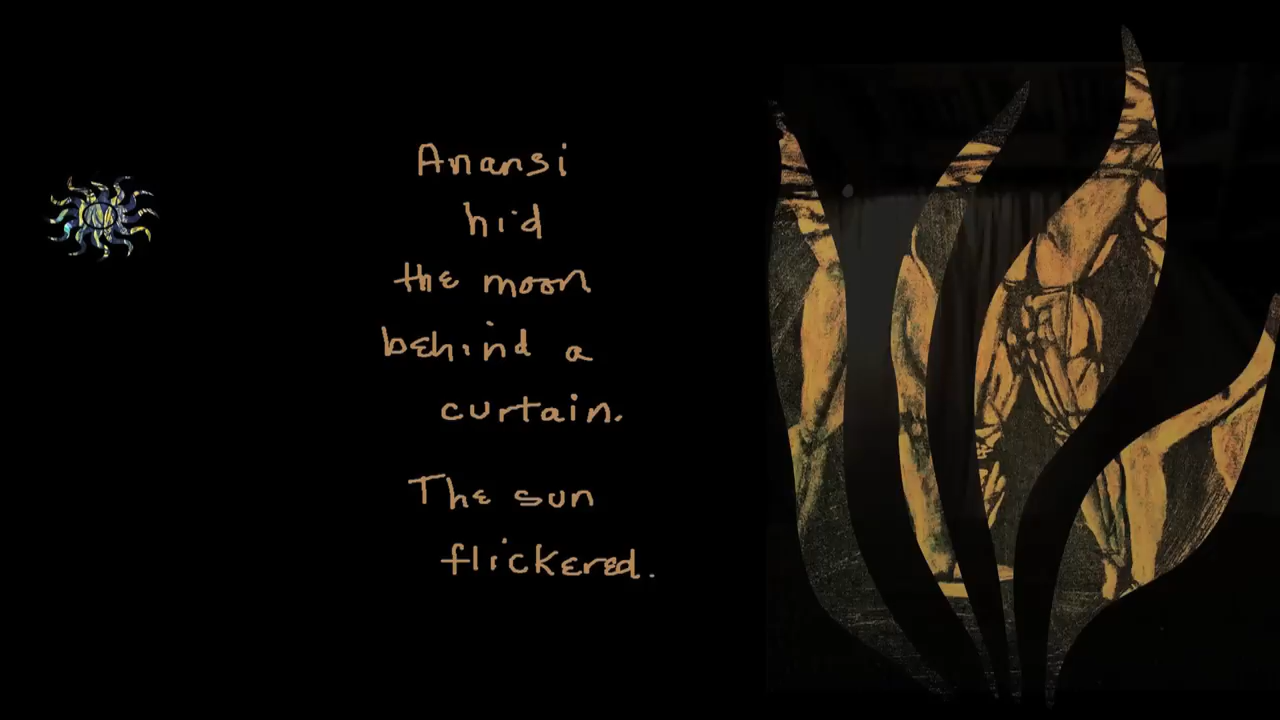 Anansi
hid
the moon
behind a
curtain.
The sun
flickered.